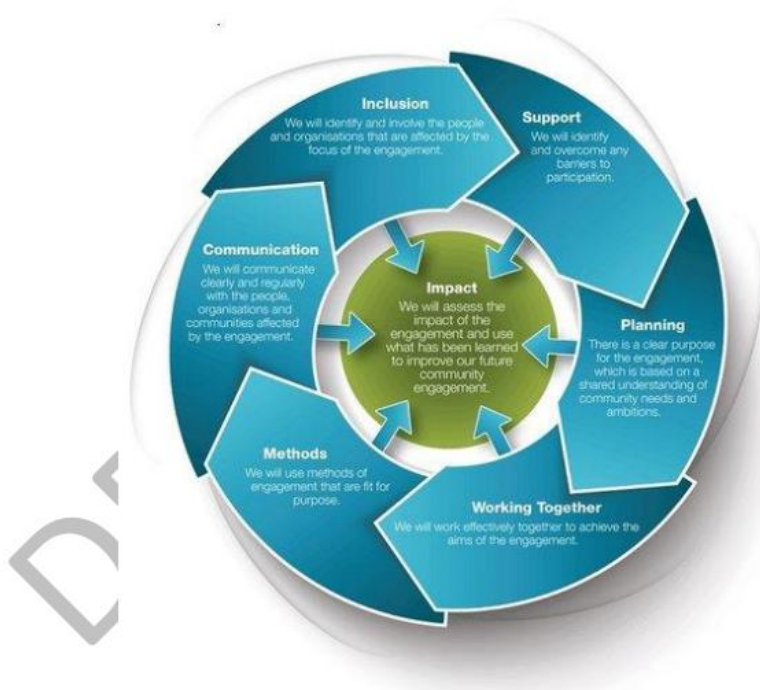 Inclusion
We will identify and involve the people
and organisations that are affected by the
focus of the engagement.
Support
We will identify
and overcome any
barriers to
participation.
Planning
There is a clear purpose
for the engagement,
which is based on a
shared understanding of
community needs and
ambitions.
Working Together
We will work effectively together to achieve the
aims of the engagement.
Methods
We will use methods of
engagement that are fit for
purpose.
Communication
We will communicate
clearly and regularly
with the people,
organisations and
communities affected
by the engagement.
Impact
We will assess the
impact of the
engagement and use
what has been learned
to improve our future
community
engagement.